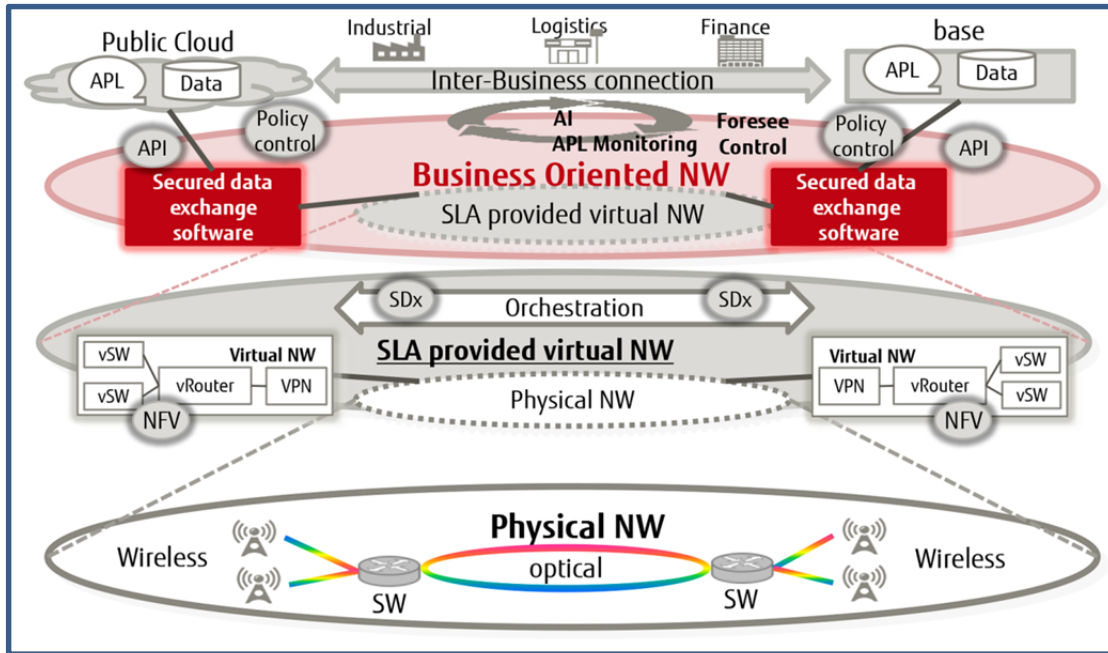 Public Cloud
Industrial
Logistics
Finance
base
APL
Data
Inter-Business connection
APL
Data
API
Policy
control
AI
APL Monitoring
Foresee
Control
Policy
control
API
Secured data
exchange
software
Business Oriented NW
SLA provided virtual NW
Secured data
exchange
software
SDx
Orchestration
SDx
vSW
vSW
Virtual NW
vRouter
VPN
NFV
SLA provided virtual NW
Physical NW
Virtual NW
VPN
vRouter
vSW
vSW
NFV
Physical NW
Wireless
SW
optical
SW
Wireless